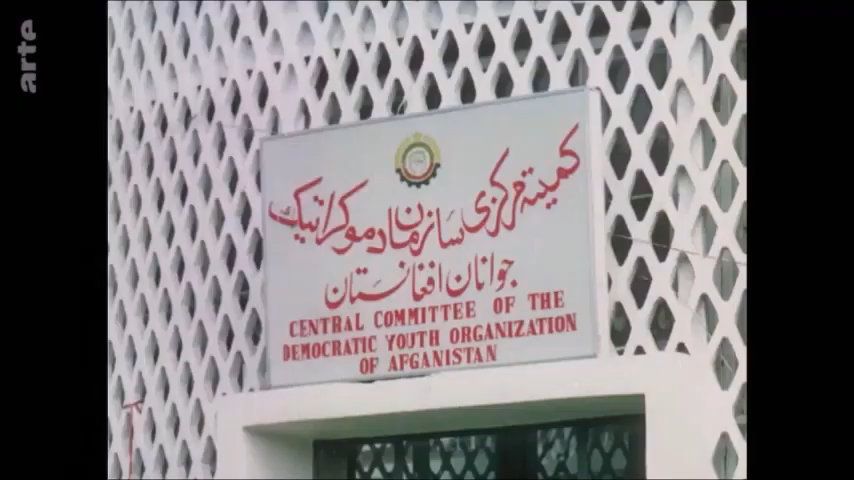 arte
کمیته مرکزی سازمان دموکراتیک
جوانان افغانستان
CENTRAL COMMITTEE OF THE
DEMOCRATIC YOUTH ORGANIZATION
OF AFGANISTAN